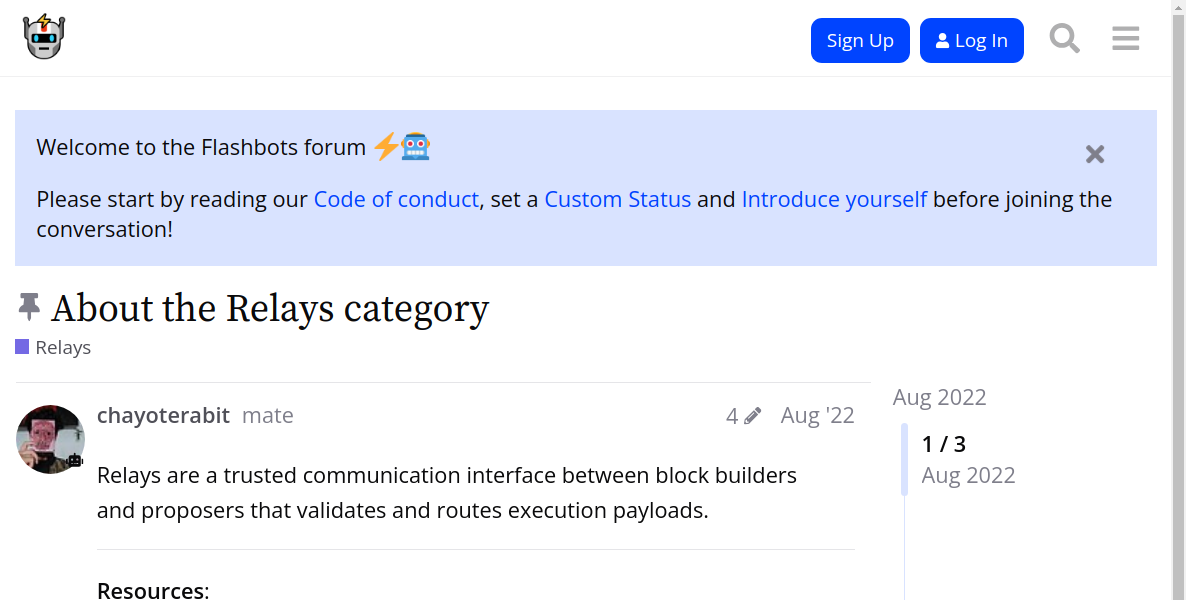 Sign Up
Log In
Welcome to the Flashbots forum
Please start by reading our Code of conduct, set a Custom Status and Introduce yourself before joining the
conversation!
About the Relays category
Relays
chayoterabit mate 4 Aug '22
Relays are a trusted communication interface between block builders
and proposers that validates and routes execution payloads.
Resources:
Aug 2022
1 / 3
Aug 2022